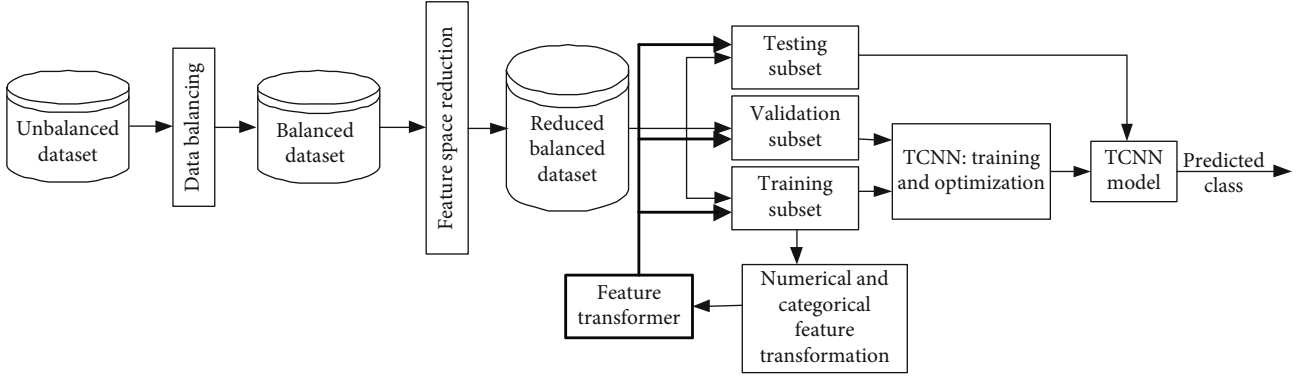 Unbalanced
dataset
Data balancing
Balanced
dataset
Feature space reduction
Reduced
balanced
dataset
Testing
subset
Validation
subset
Training
subset
TCNN: training
and optimization
TCNN
model
Predicted
class
Feature
transformer
Numerical and
categorical
feature
transformation